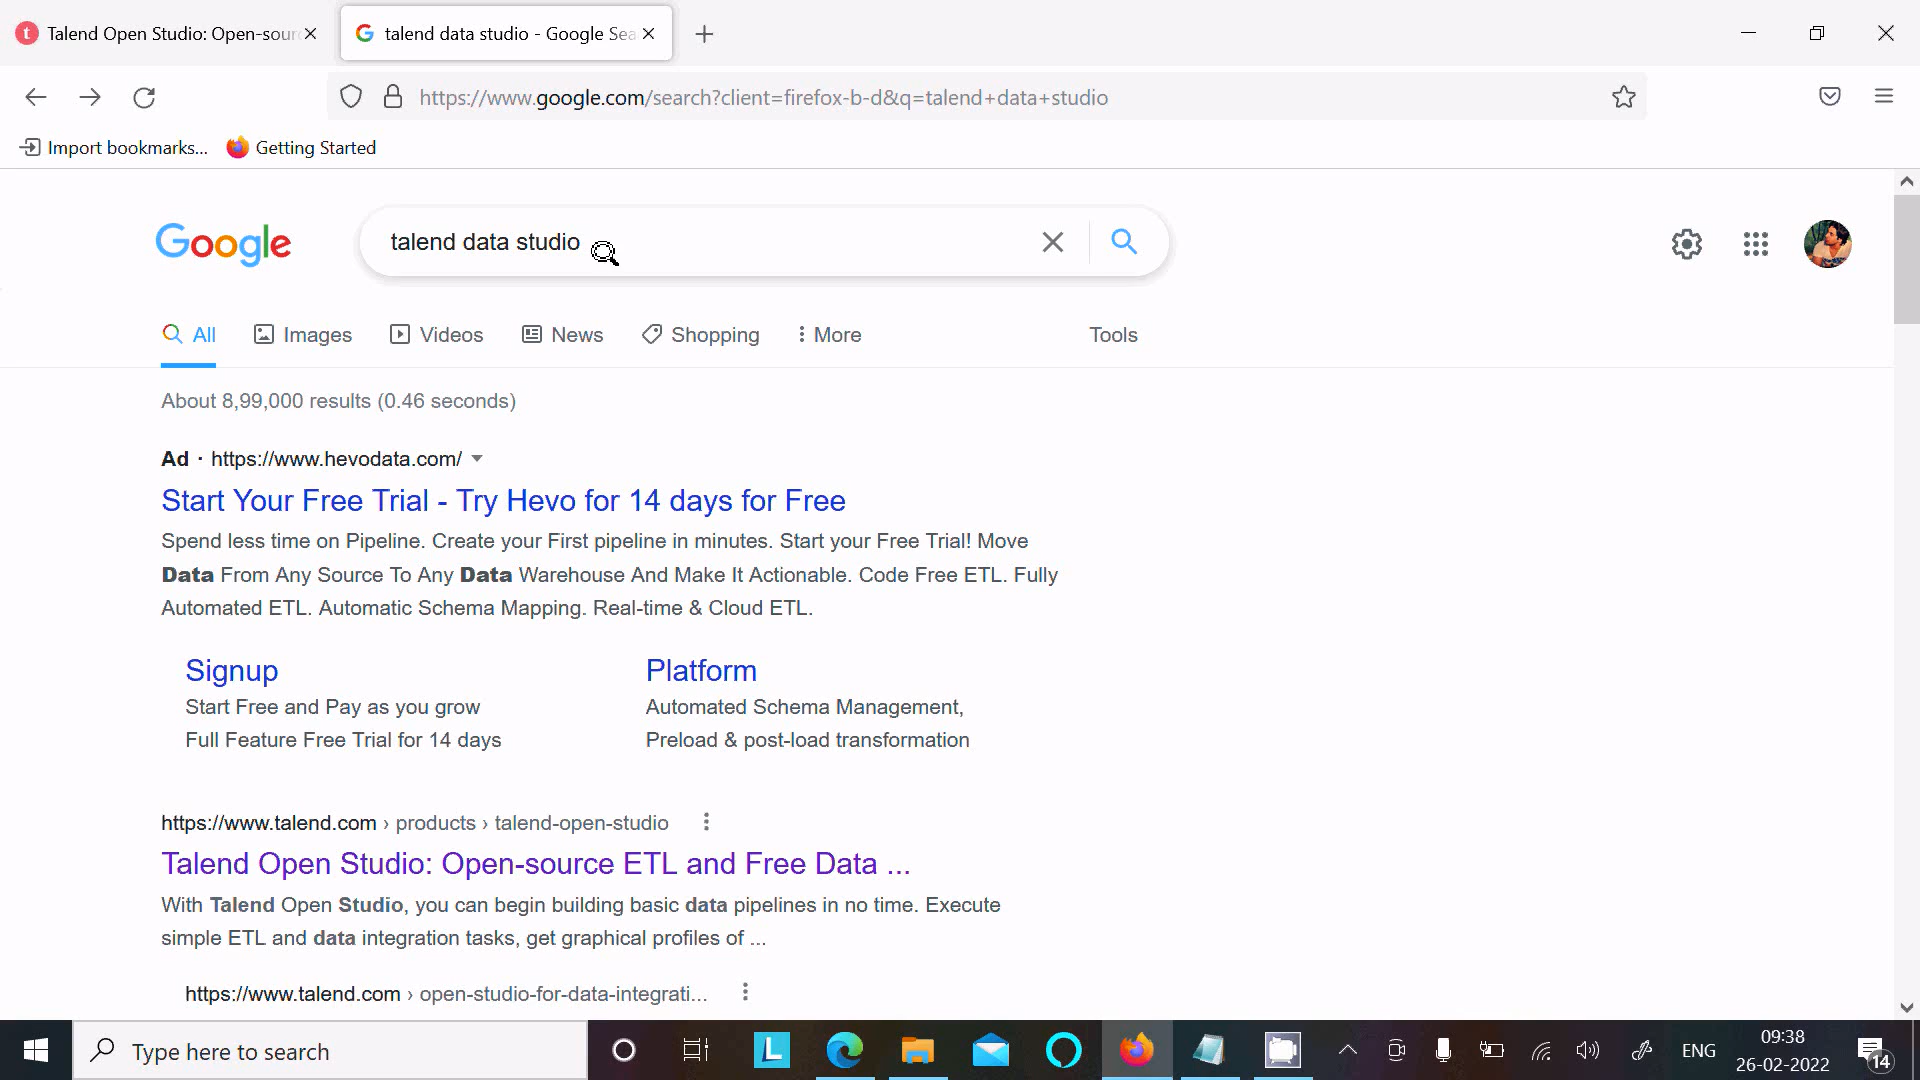 Talend Open Studio: Open-sour
talend data studio - Google Sea
https://www.google.com/search?client=firefox-b-d&q=talend+data+studio
Import bookmarks...
Getting Started
Google
talend data studio
All
Images
Videos
News
Shopping
More
Tools
About 8,99,000 results (0.46 seconds)
Ad · https://www.hevodata.com/
Start Your Free Trial - Try Hevo for 14 days for Free
Spend less time on Pipeline. Create your First pipeline in minutes. Start your Free Trial! Move
Data From Any Source To Any Data Warehouse And Make It Actionable. Code Free ETL. Fully
Automated ETL. Automatic Schema Mapping. Real-time & Cloud ETL.
Signup
Start Free and Pay as you grow
Full Feature Free Trial for 14 days
Platform
Automated Schema Management,
Preload & post-load transformation
https://www.talend.com › products › talend-open-studio
Talend Open Studio: Open-source ETL and Free Data ...
With Talend Open Studio, you can begin building basic data pipelines in no time. Execute
simple ETL and data integration tasks, get graphical profiles of ...
https://www.talend.com › open-studio-for-data-integrati...
Type here to search
L
ENG
09:38
26-02-2022
14